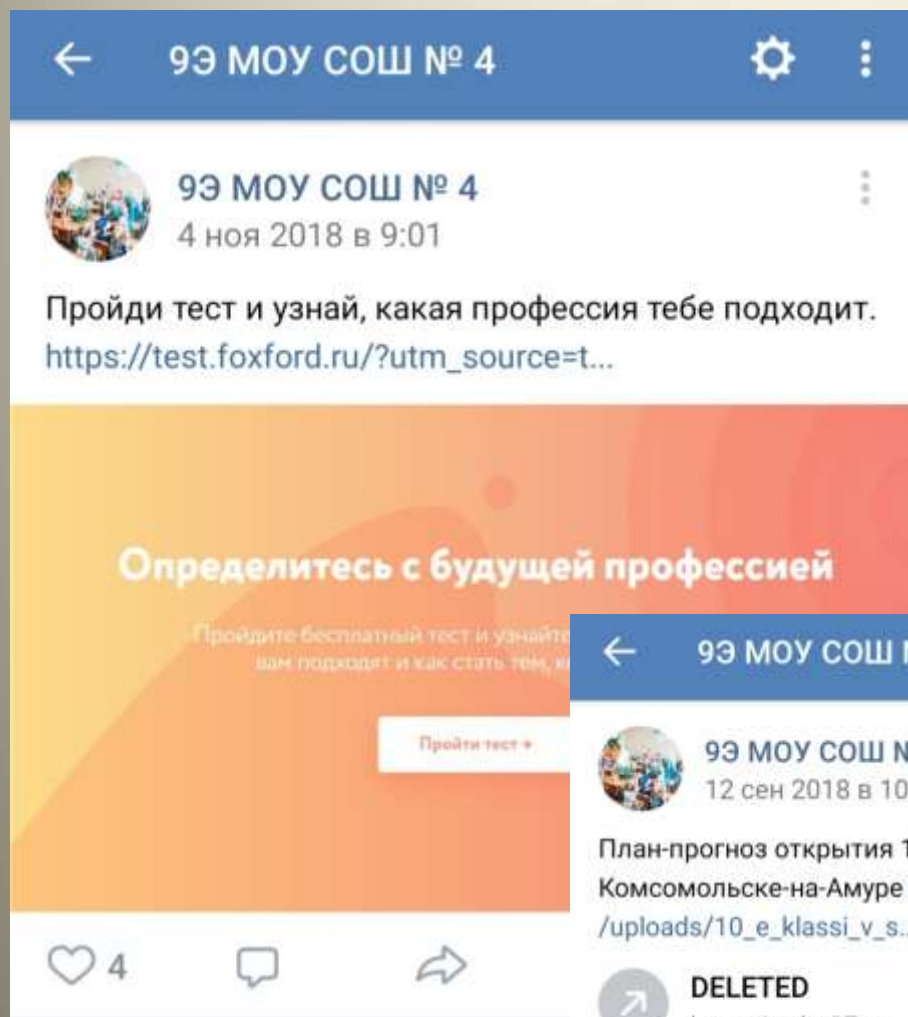 9Э МОУ СОШ № 4
9Э МОУ СОШ № 4
4 ноя 2018 в 9:01
Пройди тест и узнай, какая профессия тебе подходит.
https://test.foxford.ru/?utm_source=t...
Определитесь с будущей профессией
Пройдите бесплатный тест и узнайте
вам подходят и как стать тем,
Пройти тест →
4
9Э МОУ СОШ
9Э МОУ СОШ
12 сен 2018 в 10
План-прогноз открытия 1
Комсомольске-на-Амуре
/uploads/10_e_klassi_v_s..
DELETED